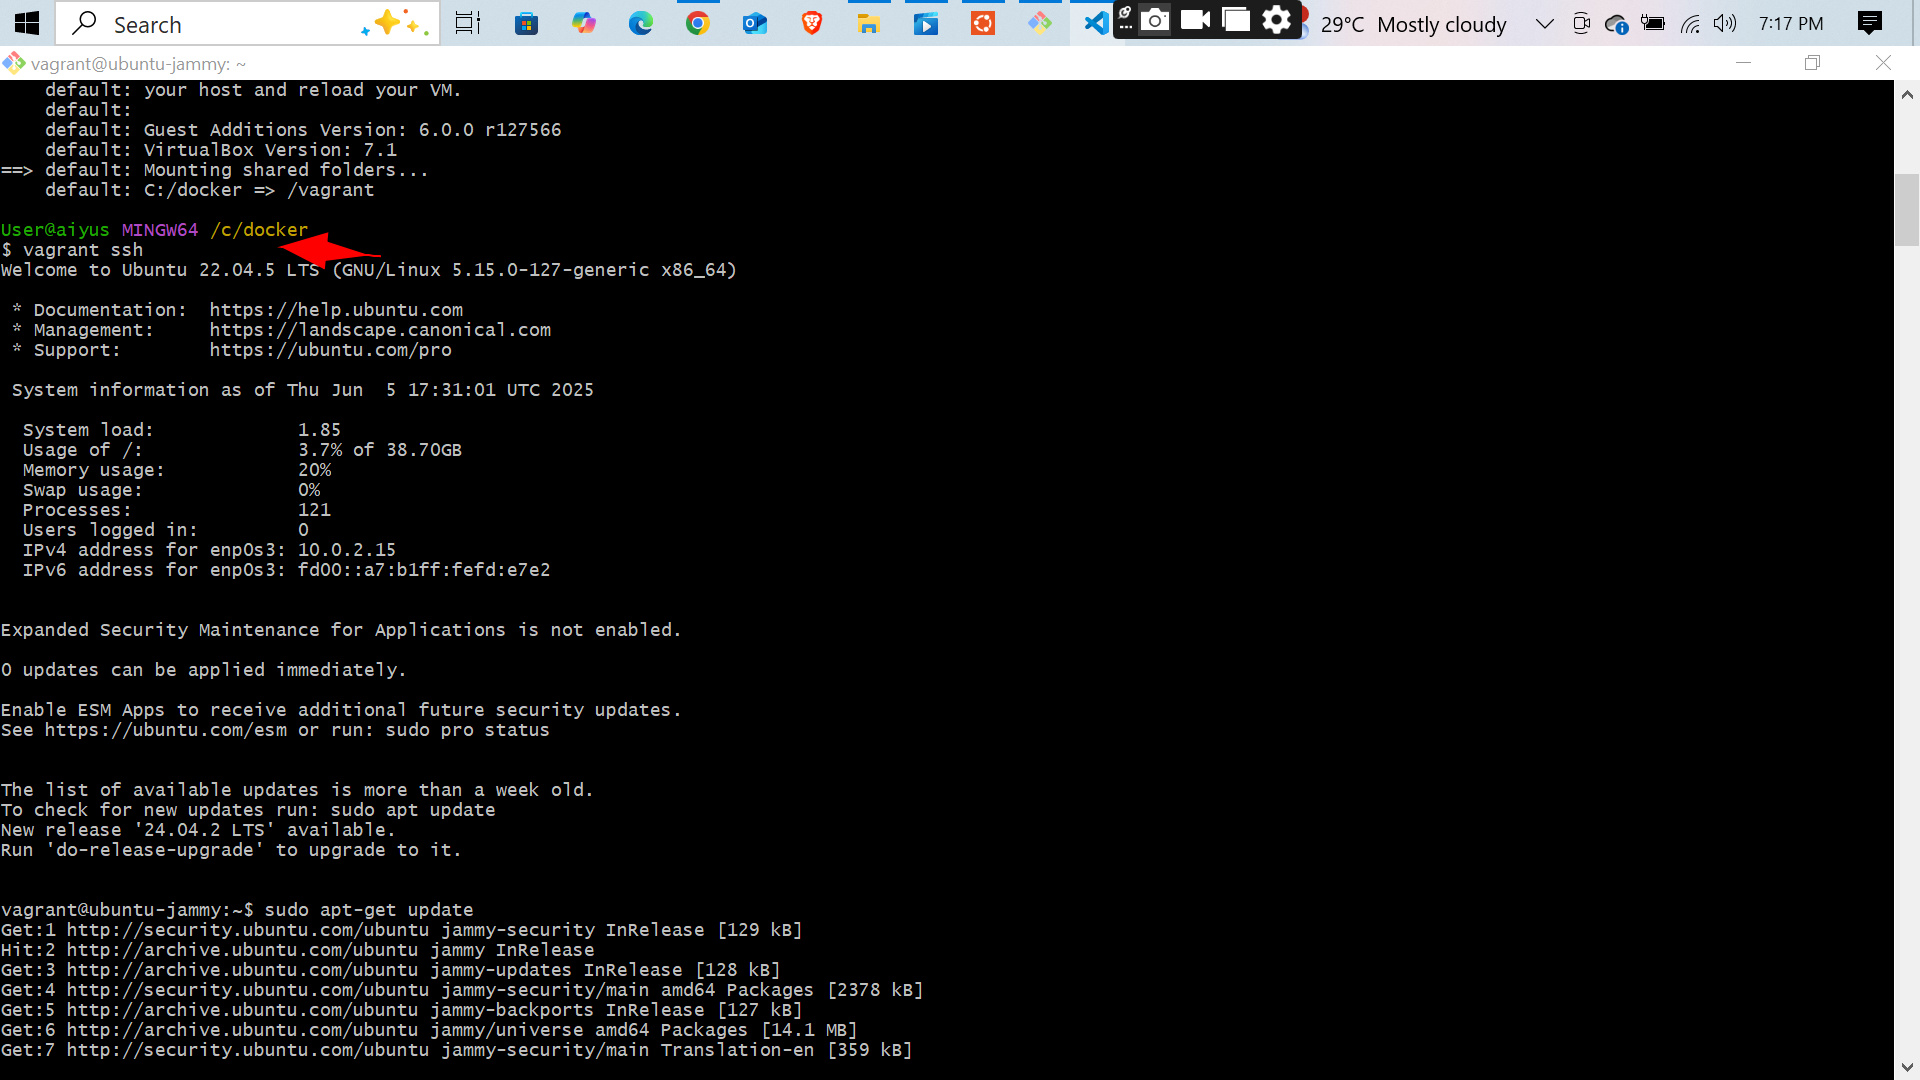 Search
29°C Mostly cloudy
7:17 PM
vagrant@ubuntu-jammy: ~
default: your host and reload your VM.
default:
default: Guest Additions Version: 6.0.0 r127566
default: VirtualBox Version: 7.1
==> default: Mounting shared folders...
default: C:/docker => /vagrant
User@aiyus MINGW64 /c/docker
$ vagrant ssh
Welcome to Ubuntu 22.04.5 LTS (GNU/Linux 5.15.0-127-generic x86_64)
* Documentation:  https://help.ubuntu.com
* Management:     https://landscape.canonical.com
* Support:        https://ubuntu.com/pro
System information as of Thu Jun  5 17:31:01 UTC 2025
System load:             1.85
Usage of /:              3.7% of 38.70GB
Memory usage:            20%
Swap usage:              0%
Processes:               121
Users logged in:         0
IPv4 address for enp0s3: 10.0.2.15
IPv6 address for enp0s3: fd00::a7:b1ff:fefd:e7e2
Expanded Security Maintenance for Applications is not enabled.
0 updates can be applied immediately.
Enable ESM Apps to receive additional future security updates.
See https://ubuntu.com/esm or run: sudo pro status
The list of available updates is more than a week old.
To check for new updates run: sudo apt update
New release '24.04.2 LTS' available.
Run 'do-release-upgrade' to upgrade to it.
vagrant@ubuntu-jammy:~$ sudo apt-get update
Get:1 http://security.ubuntu.com/ubuntu jammy-security InRelease [129 kB]
Hit:2 http://archive.ubuntu.com/ubuntu jammy InRelease
Get:3 http://archive.ubuntu.com/ubuntu jammy-updates InRelease [128 kB]
Get:4 http://security.ubuntu.com/ubuntu jammy-security/main amd64 Packages [2378 kB]
Get:5 http://archive.ubuntu.com/ubuntu jammy-backports InRelease [127 kB]
Get:6 http://archive.ubuntu.com/ubuntu jammy/universe amd64 Packages [14.1 MB]
Get:7 http://security.ubuntu.com/ubuntu jammy-security/main Translation-en [359 kB]